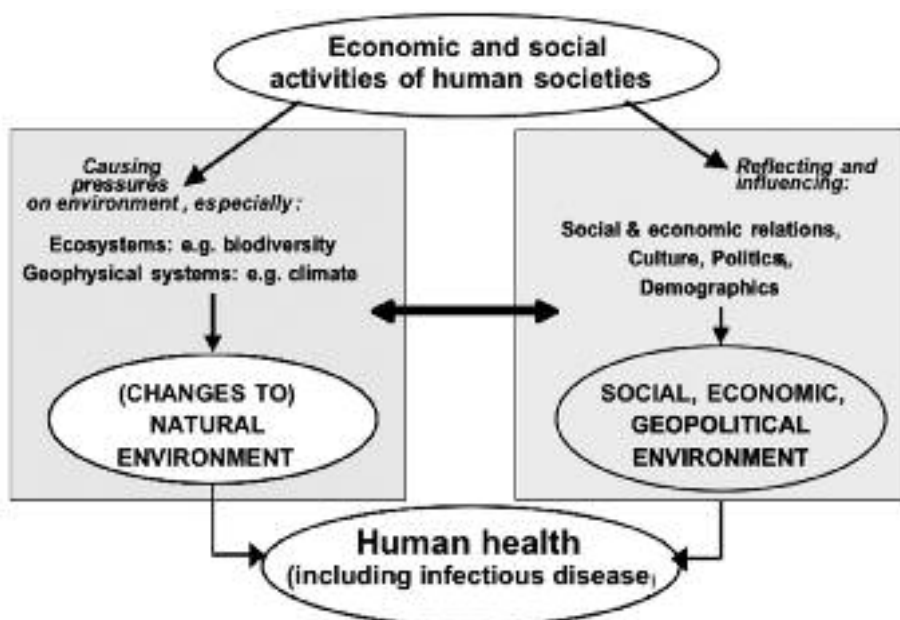 Economic and social
activities of human societies
Causing
pressures
on environment, especially:
Ecosystems: e.g. biodiversity
Geophysical systems: e.g. climate
(CHANGES TO)
NATURAL
ENVIRONMENT
Reflecting and
influencing:
Social & economic relations,
Culture, Politics,,
Demographics
SOCIAL, ECONOMIC,
GEOPOLITICAL
ENVIRONMENT
Human health
(including infectious disease)